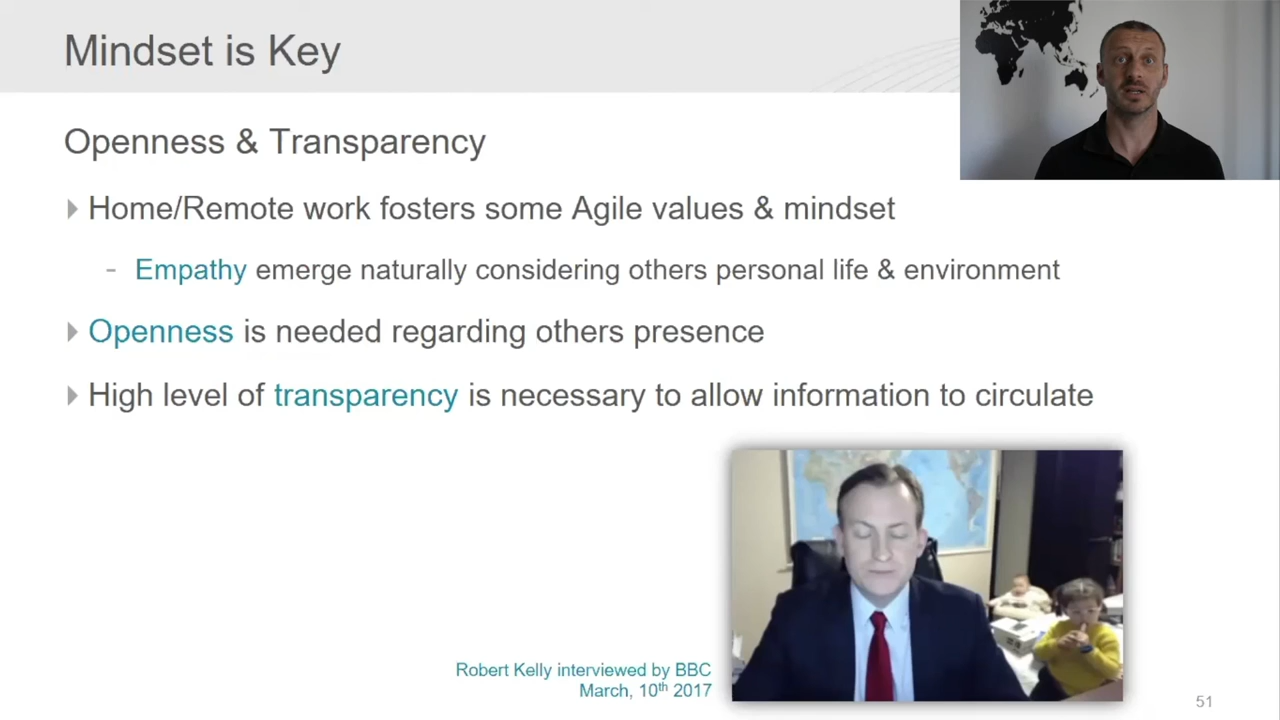 Mindset is Key
Openness & Transparency
Home/Remote work fosters some Agile values & mindset
- Empathy emerge naturally considering others personal life & environment
Openness is needed regarding others presence
High level of transparency is necessary to allow information to circulate
Robert Kelly interviewed by BBC
March, 10th 2017
51